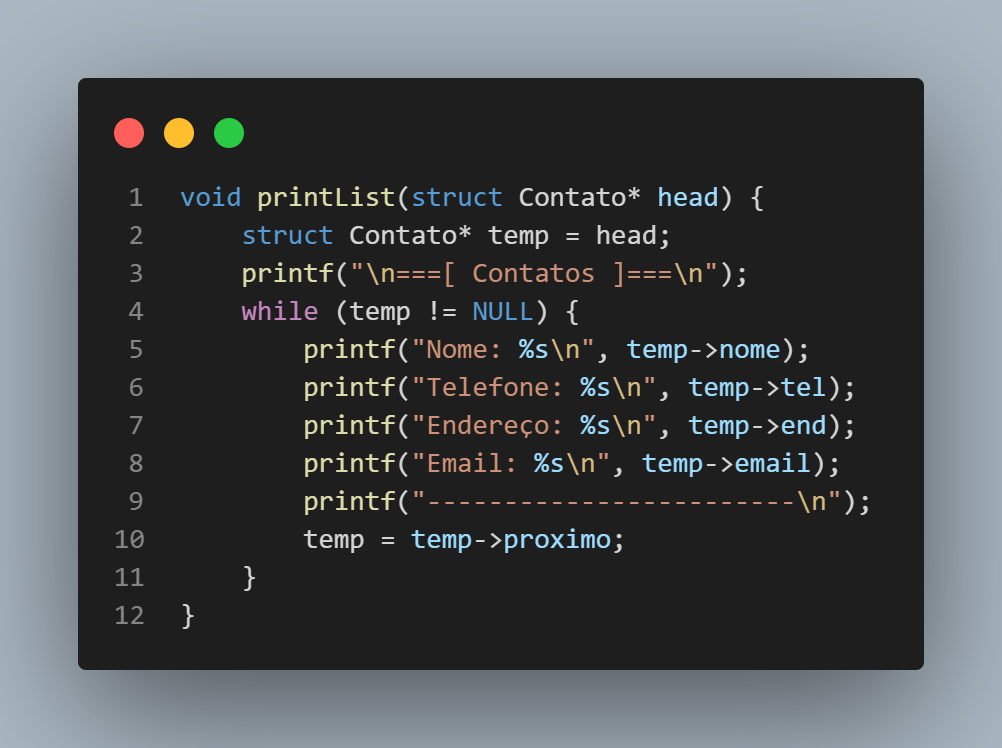 1 void printList(struct Contato* head) {
2     struct Contato* temp = head;
3     printf("\n===[ Contatos ]===\n");
4     while (temp != NULL) {
5         printf("Nome: %s\n", temp->nome);
6         printf("Telefone: %s\n", temp->tel);
7         printf("Endereço: %s\n", temp->end);
8         printf("Email: %s\n", temp->email);
9         printf("------------------------\n");
10         temp = temp->proximo;
11     }
12 }